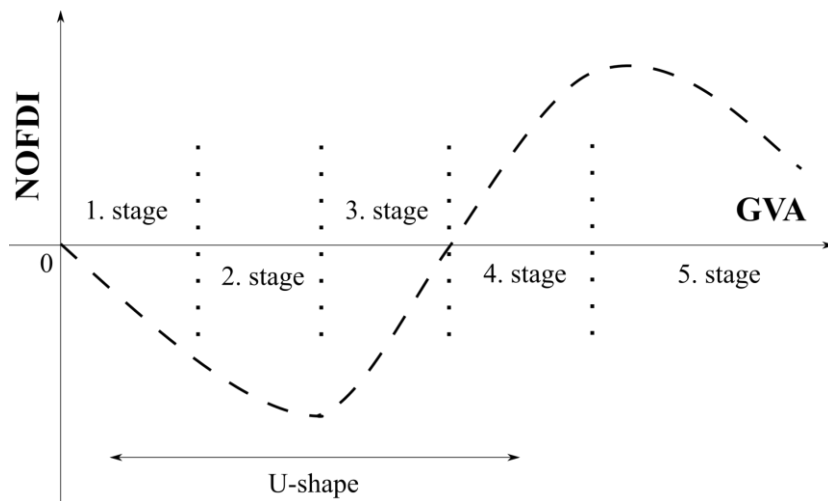 NOFDI
1. stage
3. stage
GVA
0
2. stage
4. stage
5. stage
U-shape